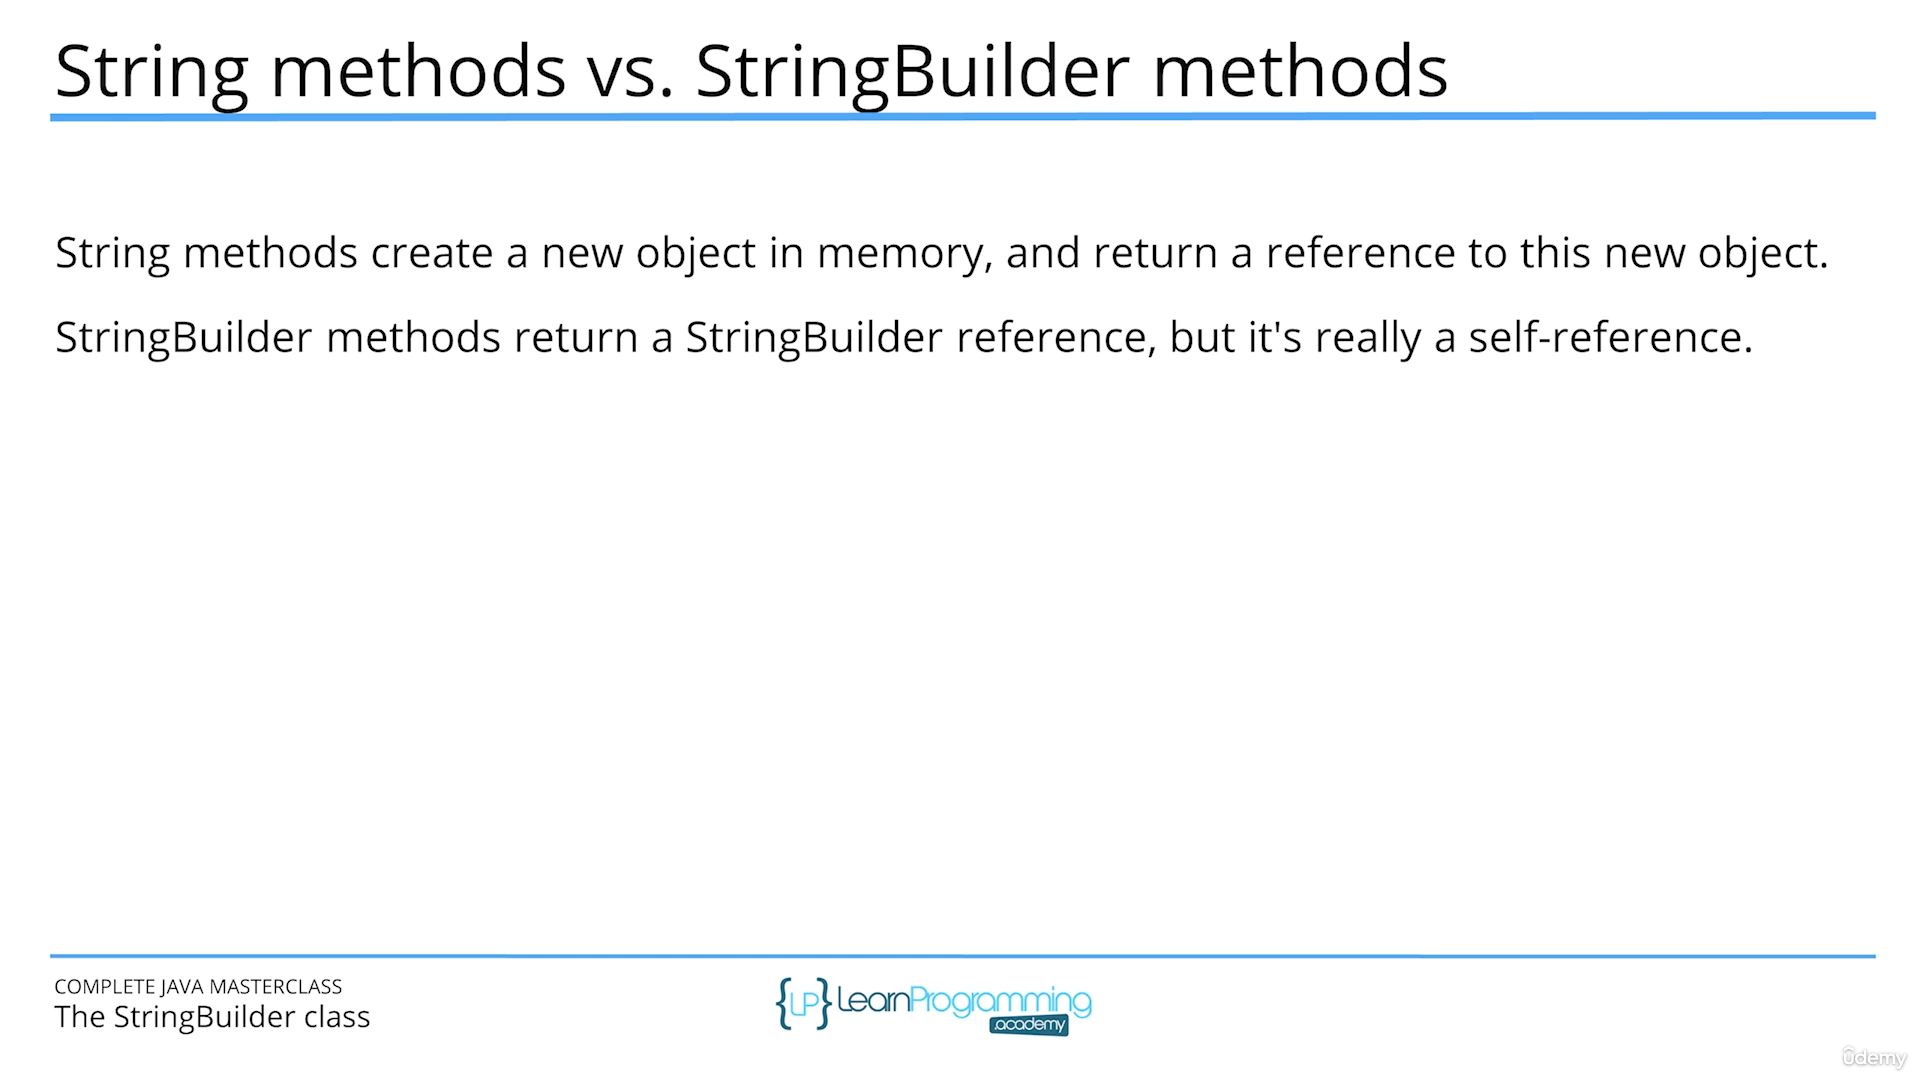 String methods vs. StringBuilder methods
String methods create a new object in memory, and return a reference to this new object.
StringBuilder methods return a StringBuilder reference, but it's really a self-reference.
COMPLETE JAVA MASTERCLASS
The StringBuilder class
{LP} LearnProgramming
.academy
ûdemy